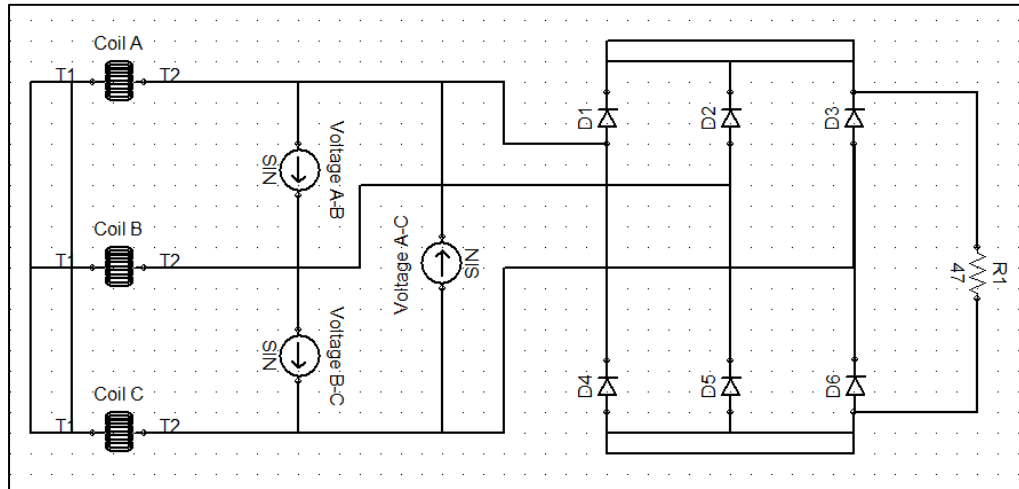 Coil A
T1
T2
D1
D2
D3
Voltage A-B
SIN
Coil B
T1
T2
Voltage A-C
SIN
R1
47
Voltage B-C
SIN
Coil C
T1
T2
D4
D5
D6